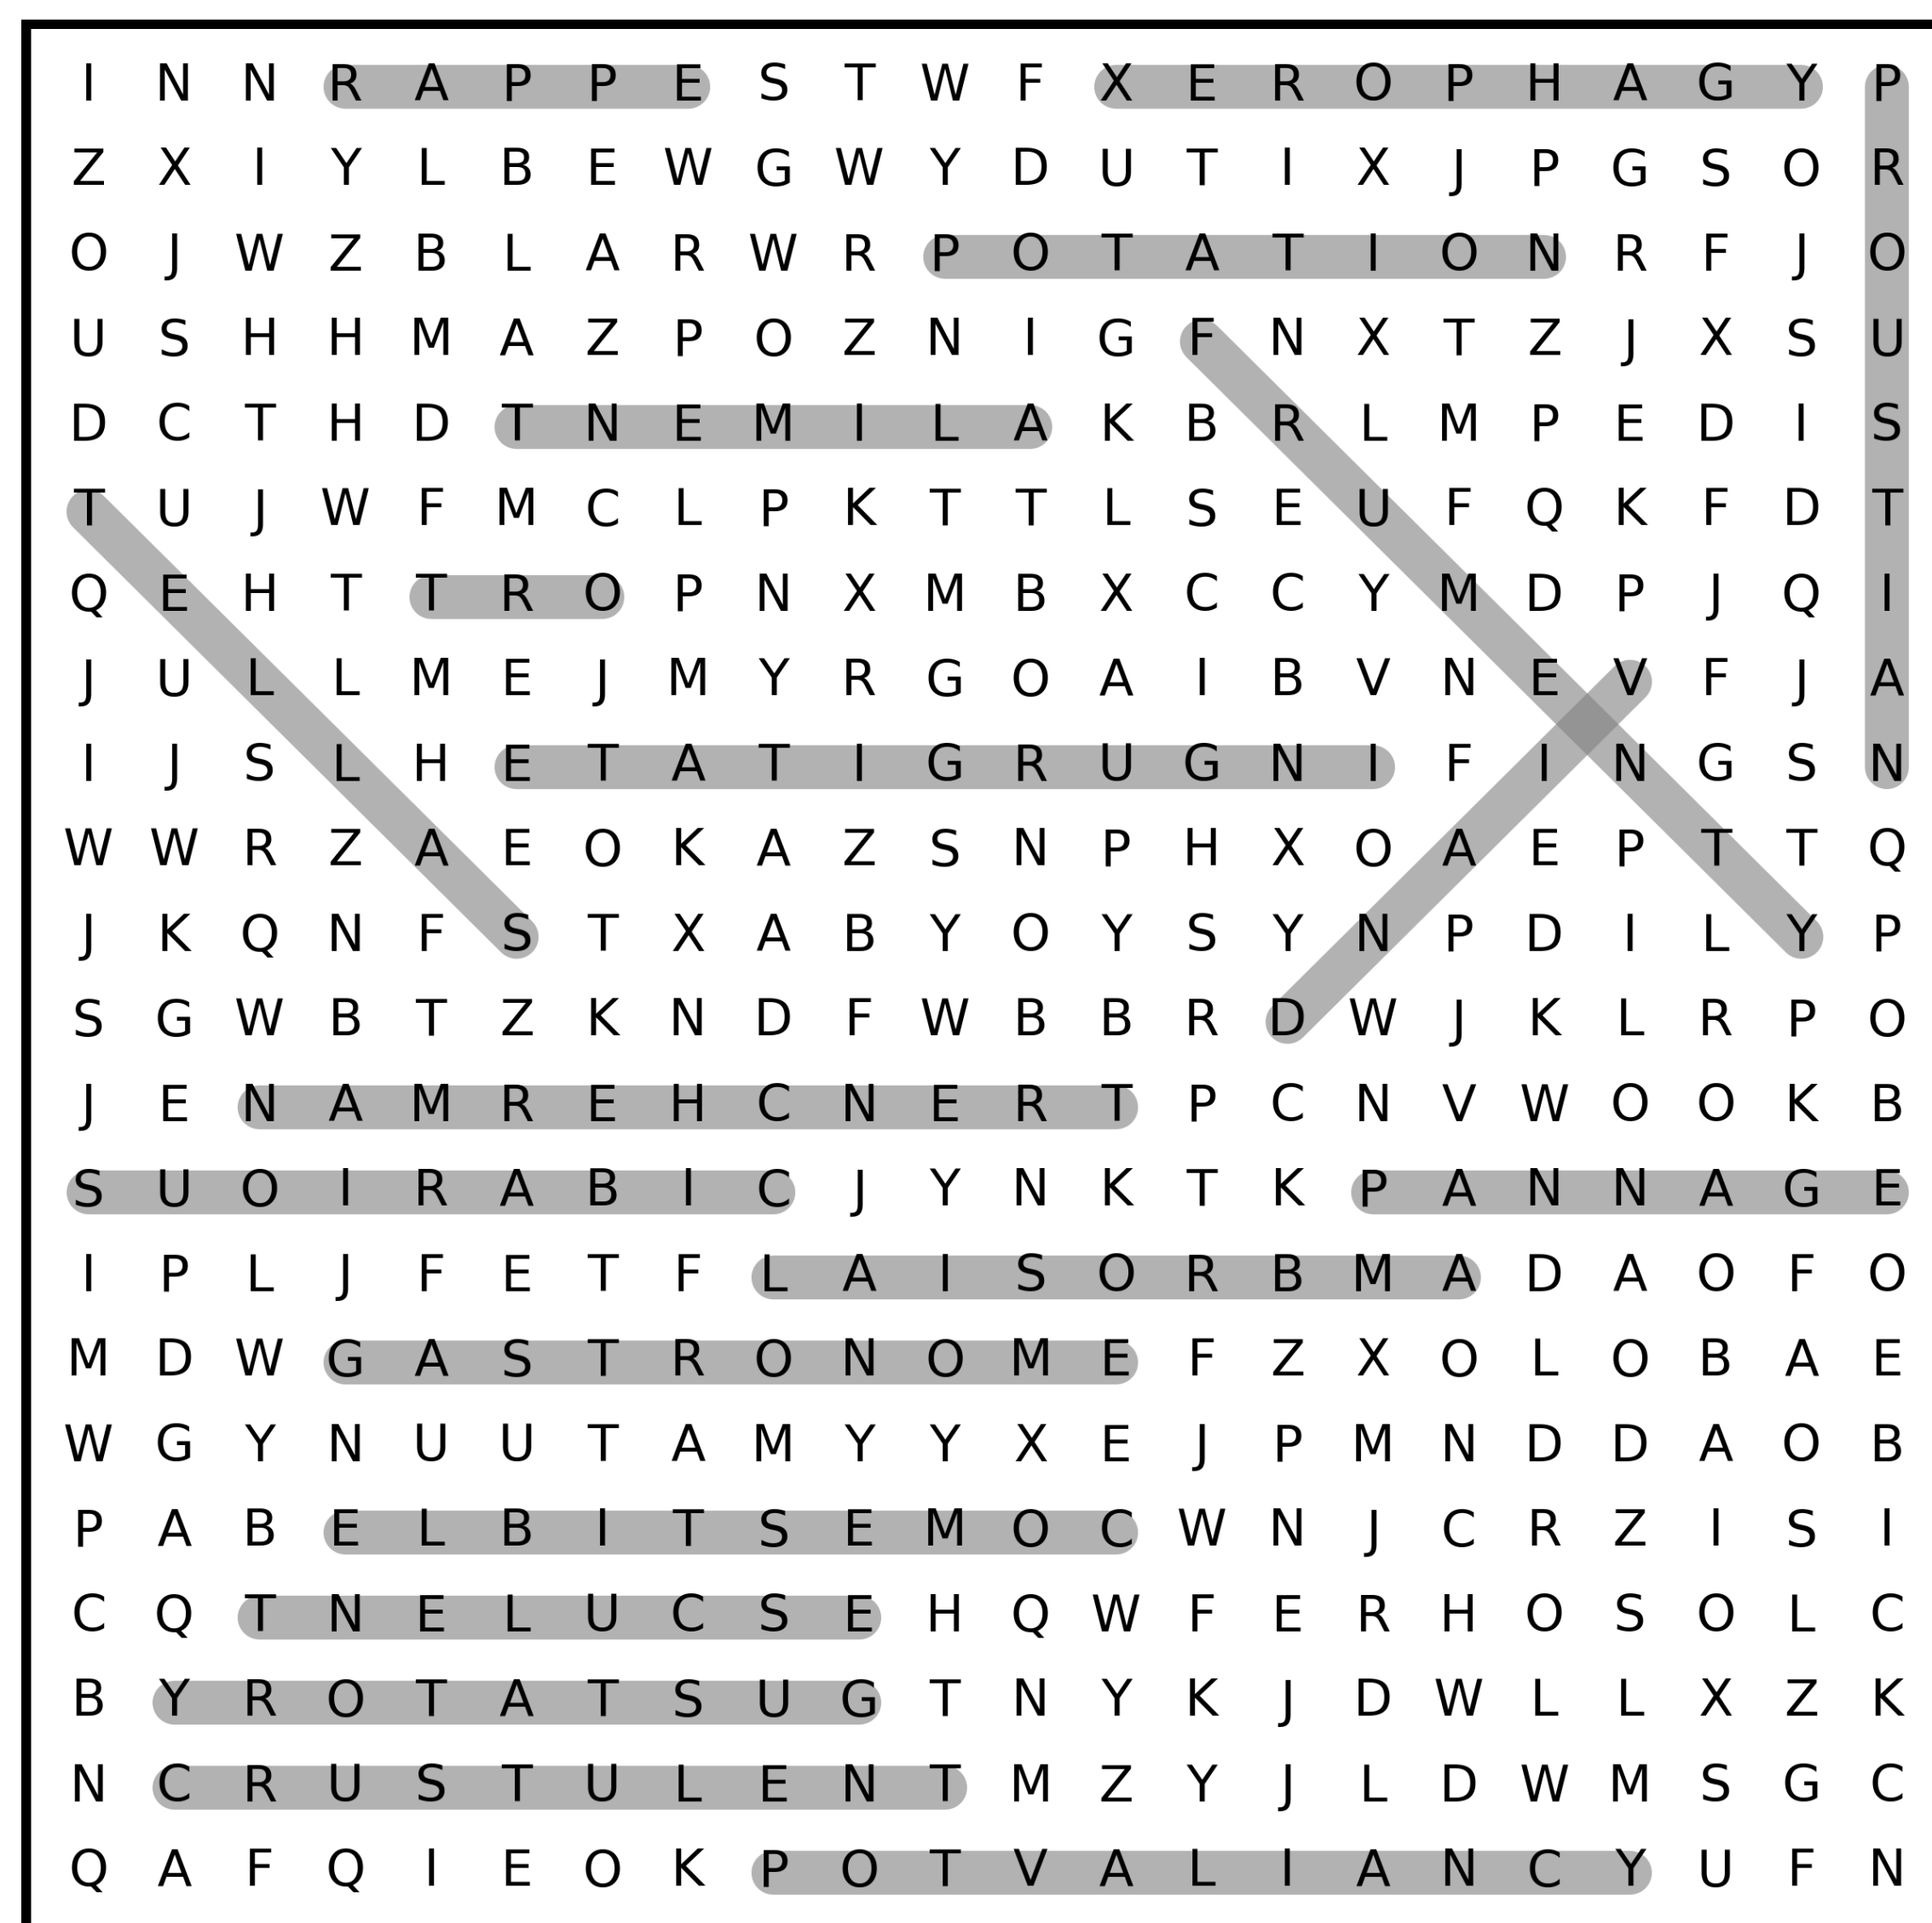 I N N R A P P E S T W F X E R O P H A G Y P
Z X I Y L B E W G W Y D U T I X J P G S O R
O J W Z B L A R W R P O T A T I O N R F J O
U S H H M A Z P O Z N I G F N X T Z J X S U
D C T H D T N E M I L A K B R L M P E D I S
T U J W F M C L P K T T L S E U F Q K F D T
Q E H T T R O P N X M B X C C Y M D P J Q I
J U L L M E J M Y R G O A I B V N E V F J A
I J S L H E T A T I G R U G N I F I N G S N
W W R Z A E O K A Z S N P H X O A E P T T Q
J K Q N F S T X A B Y O Y S Y N P D I L Y P
S G W B T Z K N D F W B B R D W J K L R P O
J E N A M R E H C N E R T P C N V W O O K B
S U O I R A B I C J Y N K T K P A N N A G E
I P L J F E T F L A I S O R B M A D A O F O
M D W G A S T R O N O M E F Z X O L O B A E
W G Y N U U T A M Y Y X E J P M N D D A O B
P A B E L B I T S E M O C W N J C R Z I S I
C Q T N E L U C S E H Q W F E R H O S O L C
B Y R O T A T S U G T N Y K J D W L L X Z K
N C R U S T U L E N T M Z Y J L D W M S G C
Q A F Q I E O K P O T V A L I A N C Y U F N